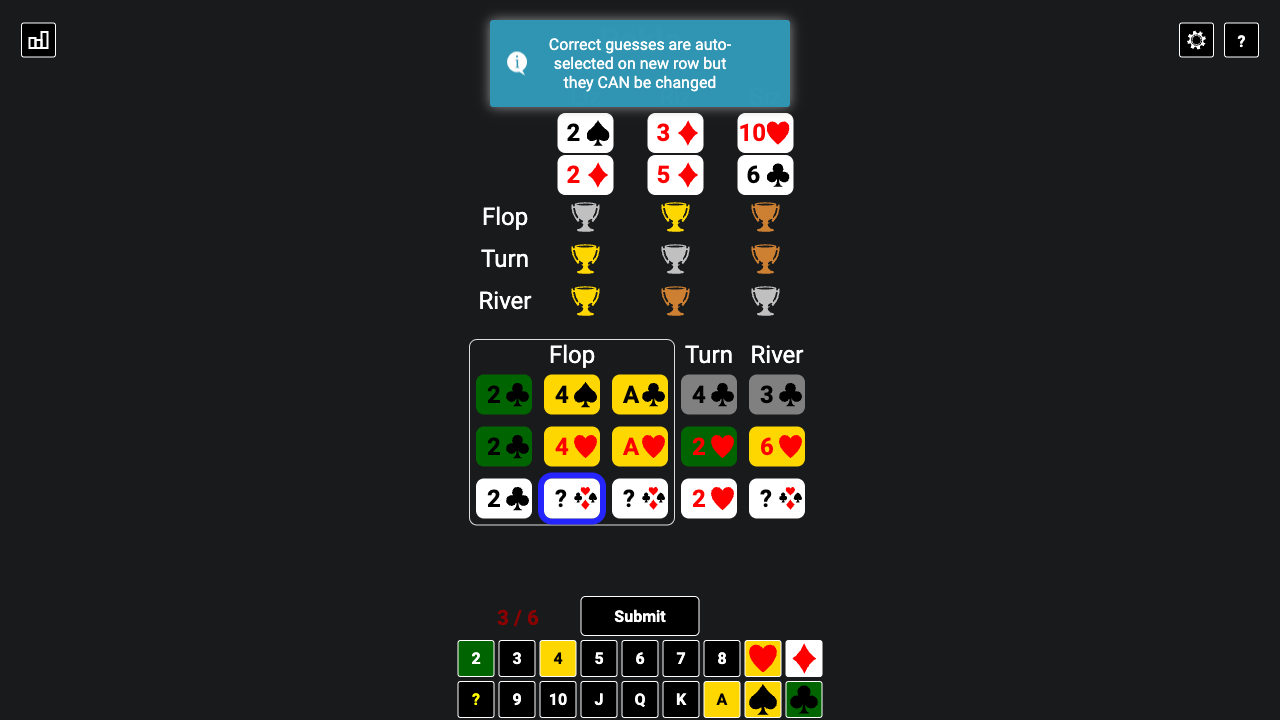 Correct guesses are auto-
selected on new row but
they CAN be changed
?
2 3 10
2 5 6
Flop
Turn
River
Flop Turn River
2 4 A 4 3
2 4 A 2 6
2 ? ? 2 ?
3 / 6 Submit
2 3 4 5 6 7 8
? 9 10 J Q K A